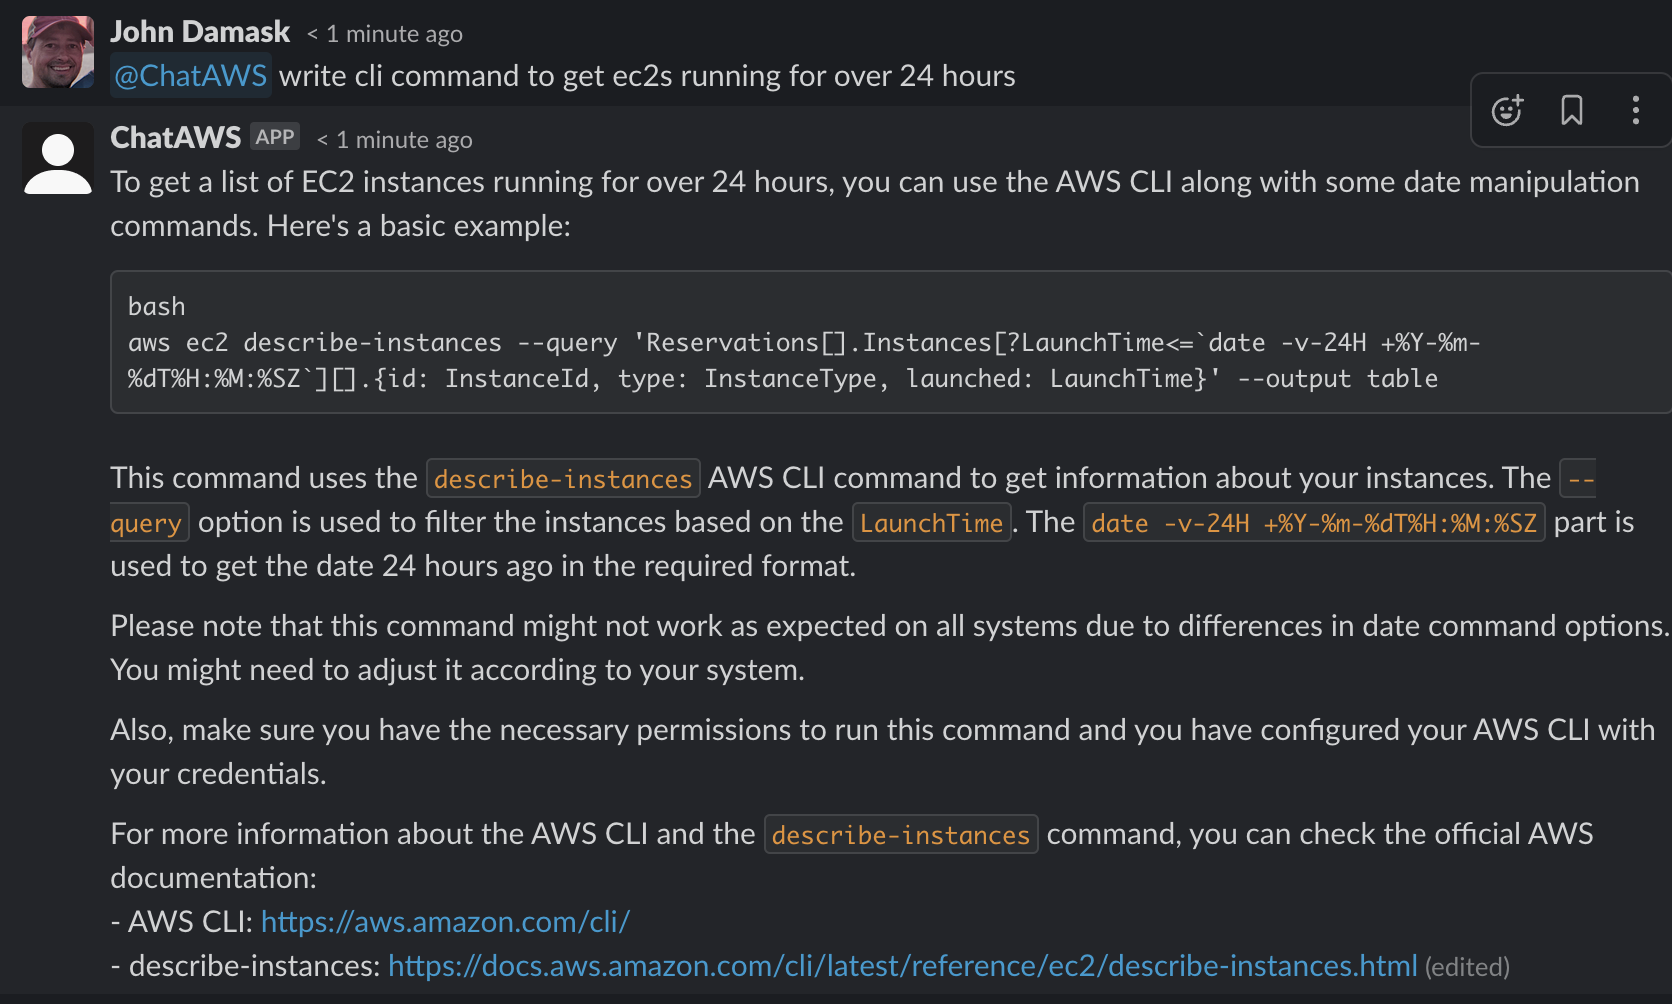 John Damask < 1 minute ago
@ChatAWS write cli command to get ec2s running for over 24 hours
ChatAWS APP < 1 minute ago
To get a list of EC2 instances running for over 24 hours, you can use the AWS CLI along with some date manipulation
commands. Here's a basic example:
bash
aws ec2 describe-instances --query 'Reservations[].Instances[?LaunchTime<=`date -v-24H +%Y-%m-
%dT%H:%M:%SZ`][].{id: InstanceId, type: InstanceType, launched: LaunchTime}' --output table
This command uses the describe-instances AWS CLI command to get information about your instances. The --
query option is used to filter the instances based on the LaunchTime. The date -v-24H +%Y-%m-%dT%H:%M:%SZ part is
used to get the date 24 hours ago in the required format.
Please note that this command might not work as expected on all systems due to differences in date command options.
You might need to adjust it according to your system.
Also, make sure you have the necessary permissions to run this command and you have configured your AWS CLI with
your credentials.
For more information about the AWS CLI and the describe-instances command, you can check the official AWS
documentation:
- AWS CLI: https://aws.amazon.com/cli/
- describe-instances: https://docs.aws.amazon.com/cli/latest/reference/ec2/describe-instances.html (edited)